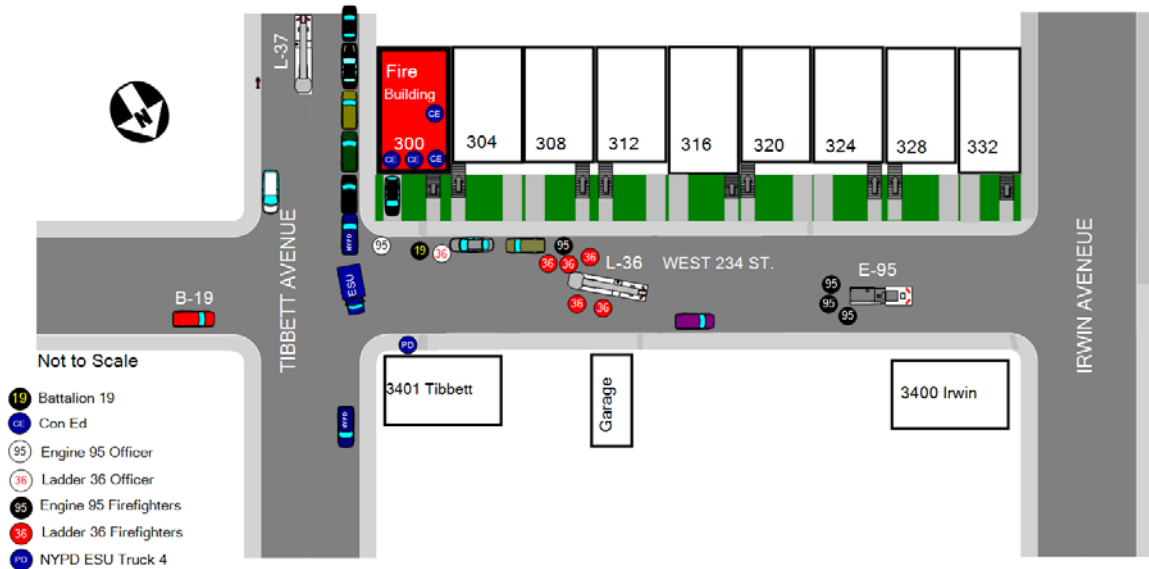 L-37
Fire
Building
CE
300
CE CE CE
304
308
312
316
320
324
328
332
N
NYPD
95
19
36
95
36
36
36
36
36
L-36
WEST 234 ST.
E-95
95
95
95
ESU
B-19
TIBBETT AVENUE
IRWIN AVENEUE
PD
NYPD
3401 Tibbett
Garage
3400 Irwin
Not to Scale
19 Battalion 19
CE Con Ed
95 Engine 95 Officer
36 Ladder 36 Officer
95 Engine 95 Firefighters
36 Ladder 36 Firefighters
PD NYPD ESU Truck 4